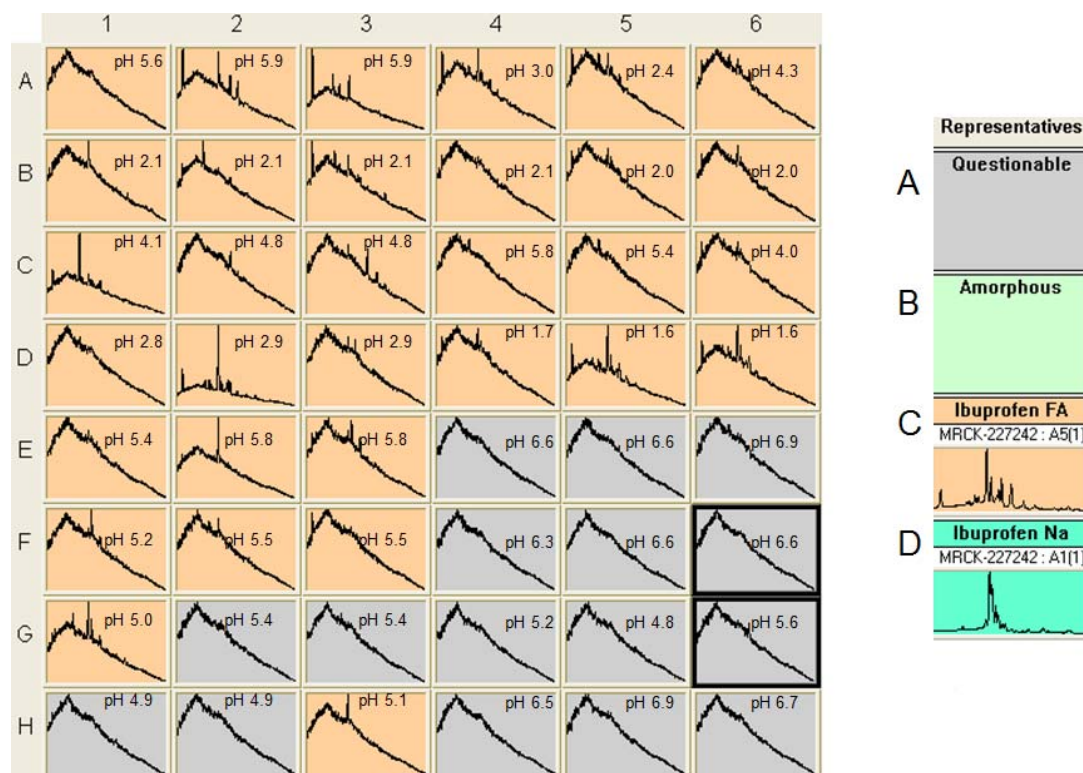 1 2 3 4 5 6
A pH 5.6 pH 5.9 pH 5.9 pH 3.0 pH 2.4 pH 4.3
B pH 2.1 pH 2.1 pH 2.1 pH 2.1 pH 2.0 pH 2.0
C pH 4.1 pH 4.8 pH 4.8 pH 5.8 pH 5.4 pH 4.0
D pH 2.8 pH 2.9 pH 2.9 pH 1.7 pH 1.6 pH 1.6
E pH 5.4 pH 5.8 pH 5.8 pH 6.6 pH 6.6 pH 6.9
F pH 5.2 pH 5.5 pH 5.5 pH 6.3 pH 6.6 pH 6.6
G pH 5.0 pH 5.4 pH 5.4 pH 5.2 pH 4.8 pH 5.6
H pH 4.9 pH 4.9 pH 5.1 pH 6.5 pH 6.9 pH 6.7
Representatives
A Questionable
B Amorphous
C Ibuprofen FA
MRCK-227242 : A5(1)
D Ibuprofen Na
MRCK-227242 : A1(1)